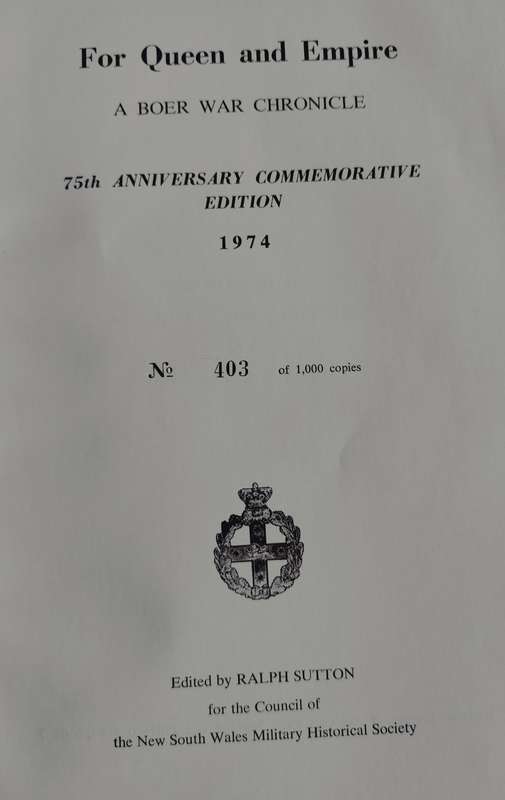 For Queen and Empire
A BOER WAR CHRONICLE
75th ANNIVERSARY COMMEMORATIVE
EDITION
1974
№ 403 of 1,000 copies
Edited by RALPH SUTTON
for the Council of
the New South Wales Military Historical Society